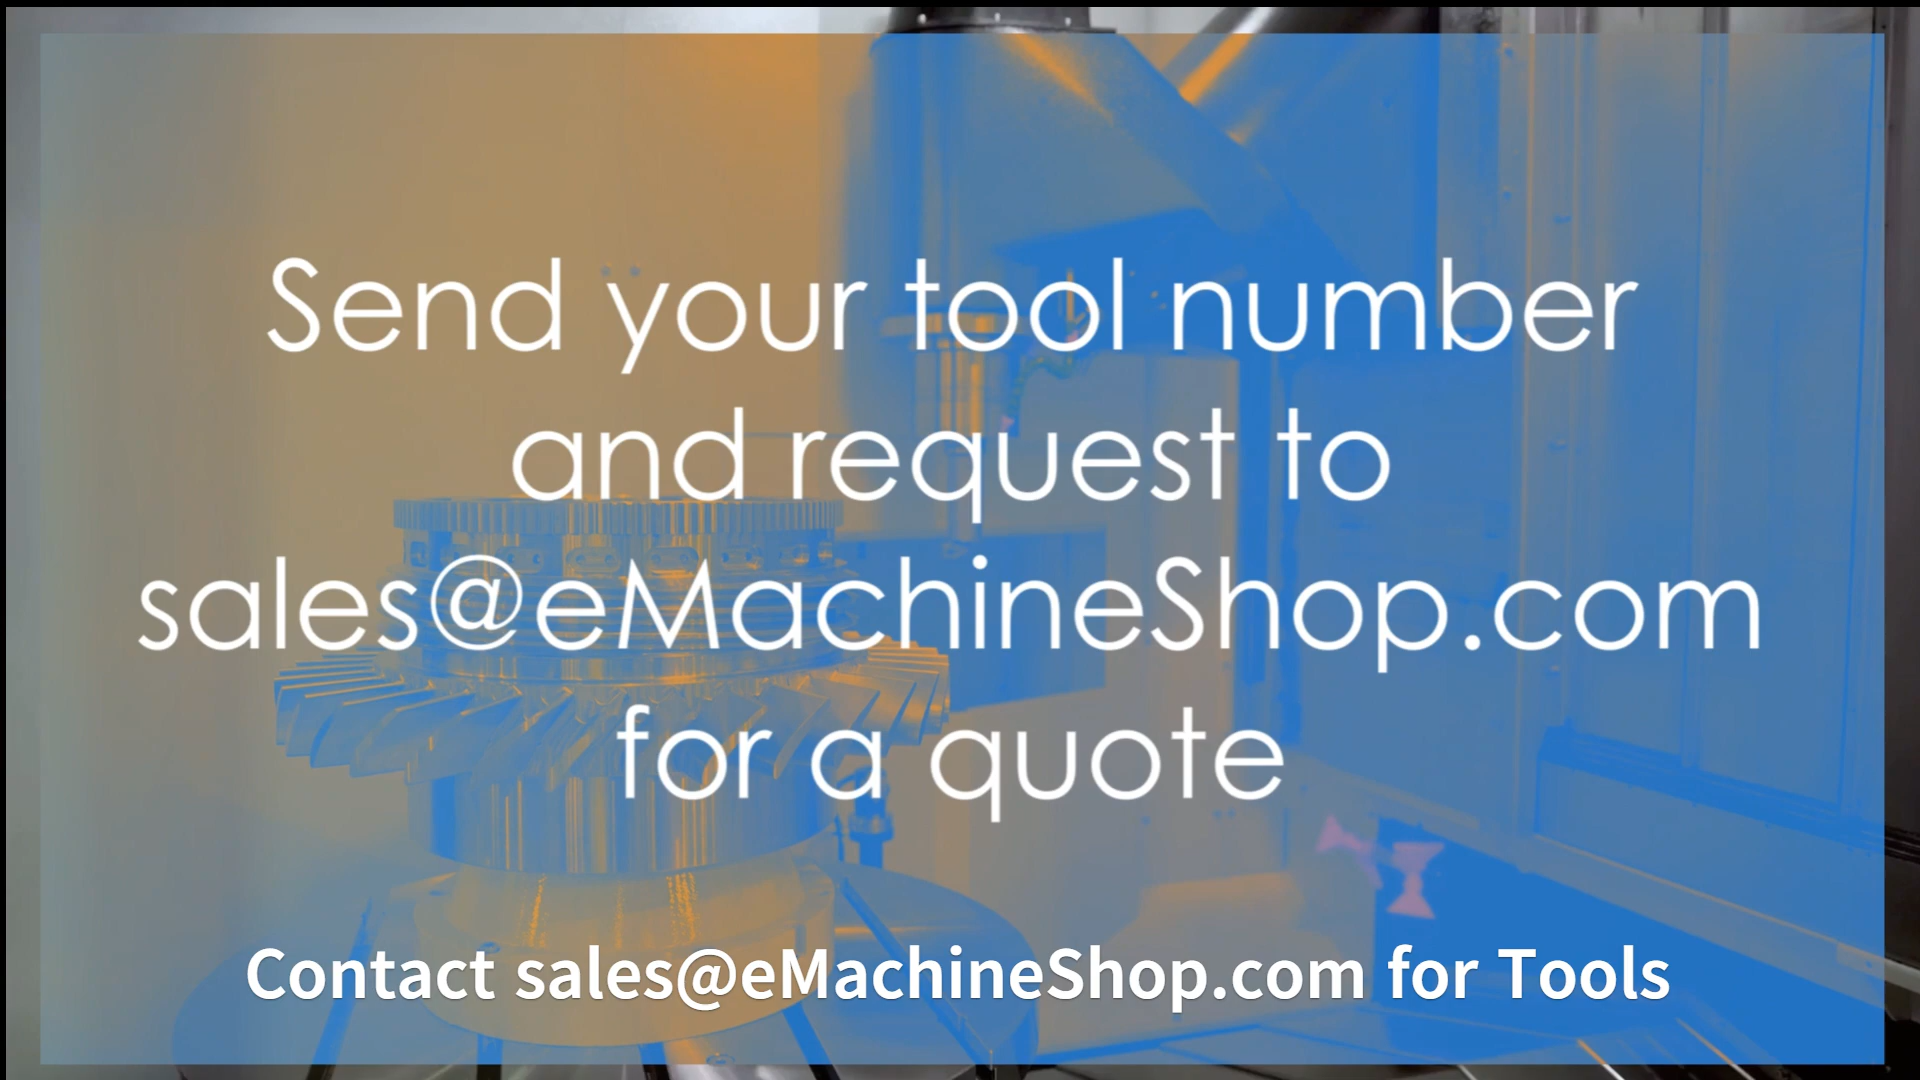 Send your tool number
and request to
sales@eMachineShop.com
for a quote
Contact sales@eMachineShop.com for Tools